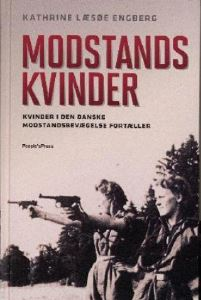 KATHRINE LÆSØE ENGBERG
MODSTANDS
KVINDER
KVINDER I DEN DANSKE
MODSTANDSBEVÆGELSE FORTÆLLER
People'sPress